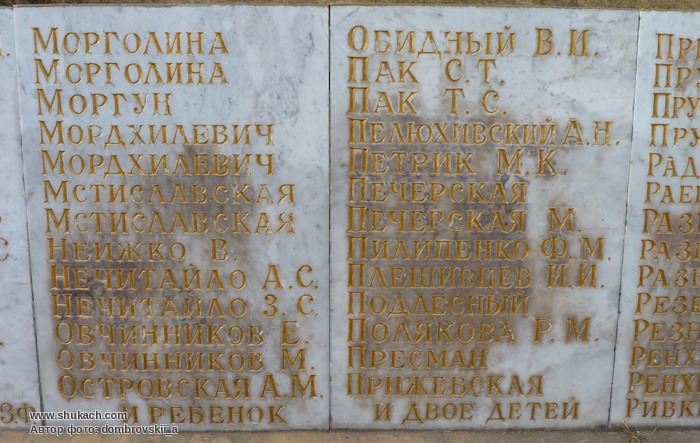 Морголина
Морголина
Моргун
Мордхилевич
Мордхилевич
Мстиславская
Мстиславская
Неижко В.
Нечитайло А.С.
Нечитайло З.С.
Овчинников Е.
Овчинников М.
Островская А.М.
и ребенок
Обидный В.И.
Пак С.Т.
Пак Т.С.
Пелюхивский А.Н.
Петрик М.К.
Печерская
Печерская М.
Пилипенко Ф.М.
Плешивцев И.И.
Подлесный
Полякова Р.М.
Пресман
Прижевская
и двое детей
www.shukach.com
Автор фото: dombrovskii_a